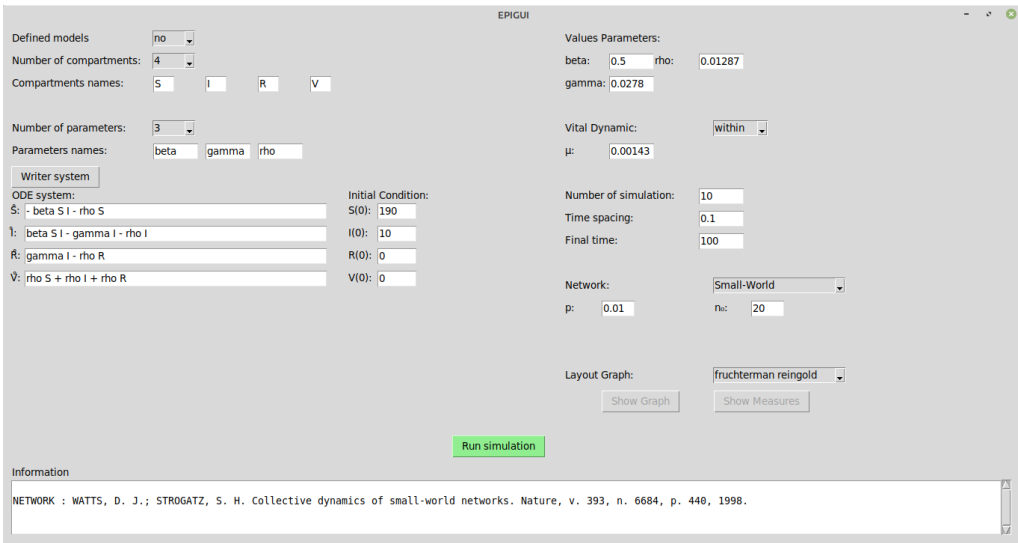 EPIGUI
Defined models no
Number of compartments: 4
Compartments names: S I R V
Number of parameters: 3
Parameters names: beta gamma rho
Writer system
ODE system: Initial Condition:
S̊: - beta S I - rho S S(0): 190
I̊: beta S I - gamma I - rho I I(0): 10
R̊: gamma I - rho R R(0): 0
V̊: rho S + rho I + rho R V(0): 0
Values Parameters:
beta: 0.5 rho: 0.01287
gamma: 0.0278
Vital Dynamic: within
μ: 0.00143
Number of simulation: 10
Time spacing: 0.1
Final time: 100
Network: Small-World
p: 0.01 n₀: 20
Layout Graph: fruchterman reingold
Show Graph Show Measures
Run simulation
Information
NETWORK : WATTS, D. J.; STROGATZ, S. H. Collective dynamics of small-world networks. Nature, v. 393, n. 6684, p. 440, 1998.